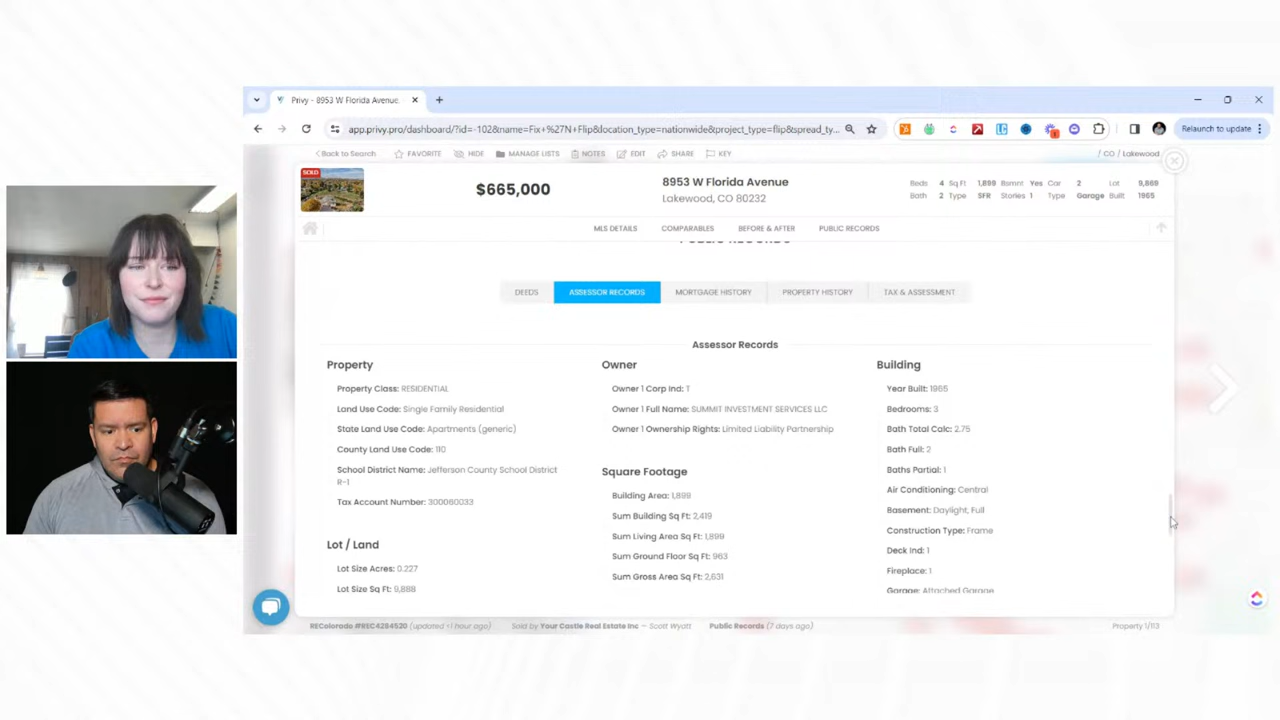 Privy - 8953 W Florida Avenue,
app.privy.pro/dashboard/?id=-102&name=Fix+%27N+Flip&location_type=nationwide&project_type=flip&spread_ty...
Relaunch to update
<Back to Search FAVORITE HIDE MANAGE LISTS NOTES EDIT SHARE KEY / CO / Lakewood
SOLD
$665,000
8953 W Florida Avenue
Lakewood, CO 80232
Beds 4 Sq Ft 1,899 Bsmnt Yes Car 2 Lot 9,869
Bath 2 Type SFR Stories 1 Type Garage Built 1965
MLS DETAILS COMPARABLES BEFORE & AFTER PUBLIC RECORDS
PUBLIC RECORDS
DEEDS ASSESSOR RECORDS MORTGAGE HISTORY PROPERTY HISTORY TAX & ASSESSMENT
Assessor Records
Property
Property Class: RESIDENTIAL
Land Use Code: Single Family Residential
State Land Use Code: Apartments (generic)
County Land Use Code: 110
School District Name: Jefferson County School District
R-1
Tax Account Number: 300060033
Lot / Land
Lot Size Acres: 0.227
Lot Size Sq Ft: 9,888
Owner
Owner 1 Corp Ind: T
Owner 1 Full Name: SUMMIT INVESTMENT SERVICES LLC
Owner 1 Ownership Rights: Limited Liability Partnership
Square Footage
Building Area: 1,899
Sum Building Sq Ft: 2,419
Sum Living Area Sq Ft: 1,899
Sum Ground Floor Sq Ft: 963
Sum Gross Area Sq Ft: 2,631
Building
Year Built: 1965
Bedrooms: 3
Bath Total Calc: 2.75
Bath Full: 2
Baths Partial: 1
Air Conditioning: Central
Basement: Daylight, Full
Construction Type: Frame
Deck Ind: 1
Fireplace: 1
Garage: Attached Garage
REColorado #REC4284520 (updated <1 hour ago) Sold by Your Castle Real Estate Inc — Scott Wyatt Public Records (7 days ago) Property 1/113